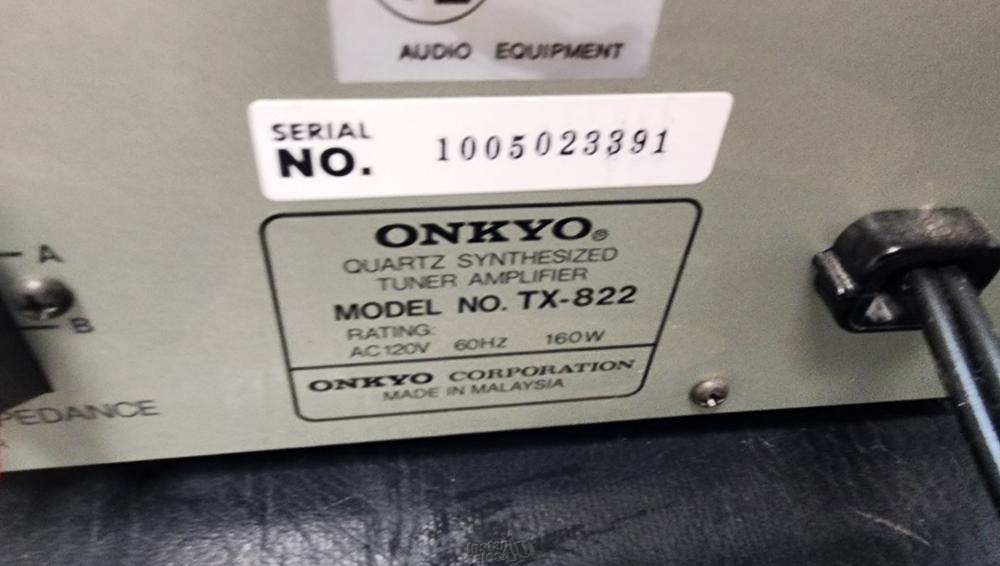 AUDIO EQUIPMENT
SERIAL
NO. 1005023391
A
B
PEDANCE
ONKYO®
QUARTZ SYNTHESIZED
TUNER AMPLIFIER
MODEL NO. TX-822
RATING:
AC120V 60HZ 160W
ONKYO CORPORATION
MADE IN MALAYSIA